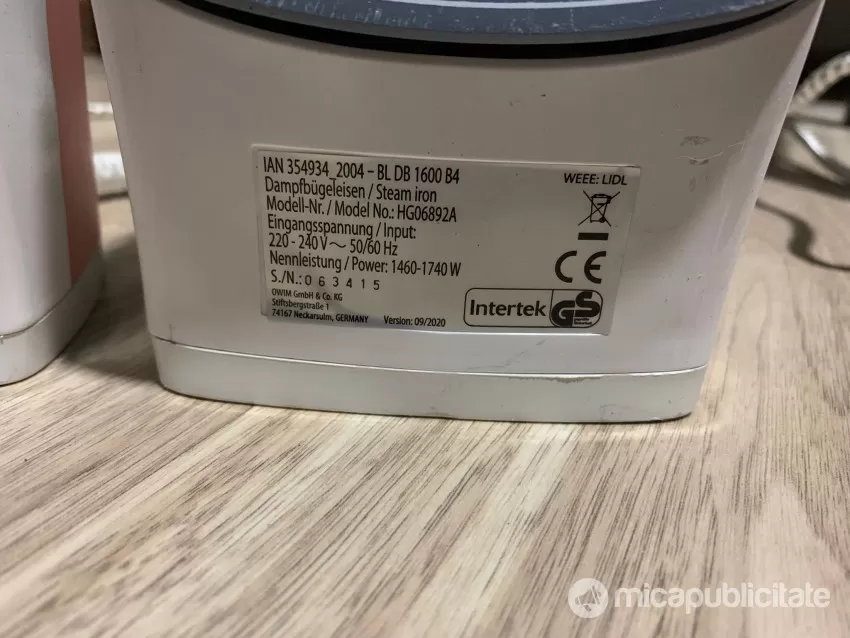 IAN 354934_2004 – BL DB 1600 B4
WEEE: LIDL
Dampfbügeleisen / Steam iron
Modell-Nr. / Model No.: HG06892A
Eingangsspannung / Input:
220 - 240 V~ 50/60 Hz
Nennleistung / Power: 1460-1740 W
S./N.: 063415
OWIM GmbH & Co. KG
Stiftsbergstraße 1
74167 Neckarsulm, GERMANY
Version: 09/2020
CE
Intertek
GS
micapublicitate